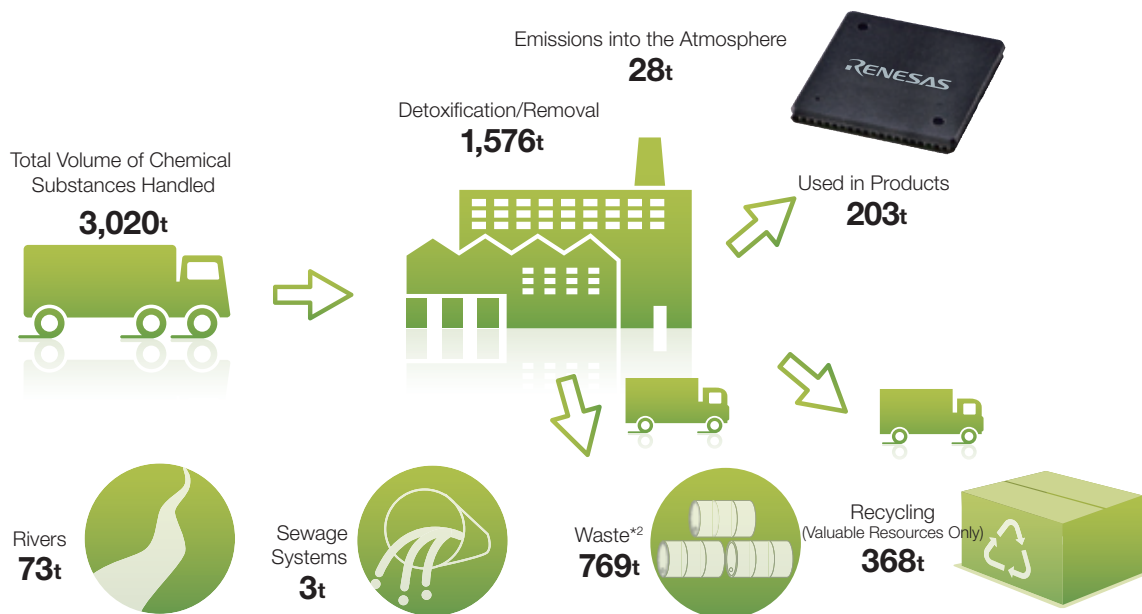 Emissions into the Atmosphere
28t
RENESAS
Detoxification/Removal
1,576t
Total Volume of Chemical
Substances Handled
3,020t
Used in Products
203t
Rivers
73t
Sewage
Systems
3t
Waste*2
769t
Recycling
(Valuable Resources Only)
368t